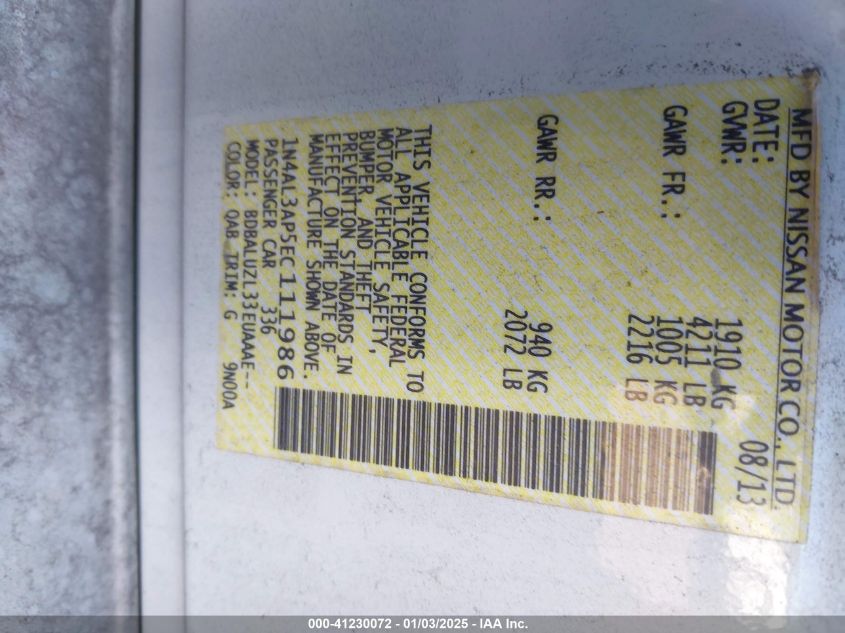 MFD BY NISSAN MOTOR CO., LTD.
DATE: 08/13
GVWR: 1910 KG
4211 LB
GAWR FR.: 1005 KG
2216 LB
GAWR RR.: 940 KG
2072 LB
THIS VEHICLE CONFORMS TO
ALL APPLICABLE FEDERAL
MOTOR VEHICLE SAFETY,
BUMPER, AND THEFT
PREVENTION STANDARDS IN
EFFECT ON THE DATE OF
MANUFACTURE SHOWN ABOVE.
1N4AL3AP5EC111986
PASSENGER CAR 336
MODEL: BDBALUZL33EUAAAE--
COLOR: QAB TRIM: G 9N00A
000-41230072 - 01/03/2025 - IAA Inc.